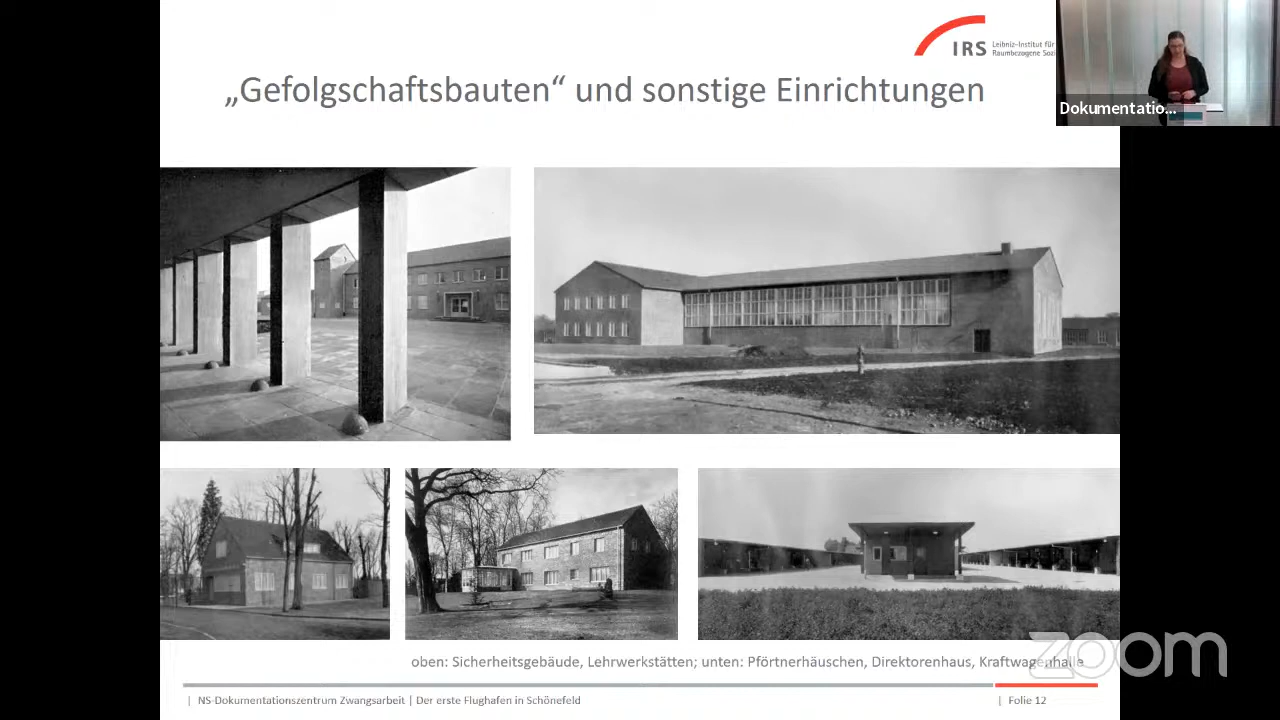 IRS Leibniz-Institut für
Raumbezogene
„Gefolgschaftsbauten“ und sonstige Einrichtungen
Dokumentatio...
oben: Sicherheitsgebäude, Lehrwerkstätten; unten: Pförtnerhäuschen, Direktorenhaus, Kraftwagenhalle
zoom
| NS-Dokumentationszentrum Zwangsarbeit | Der erste Flughafen in Schönefeld
| Folie 12